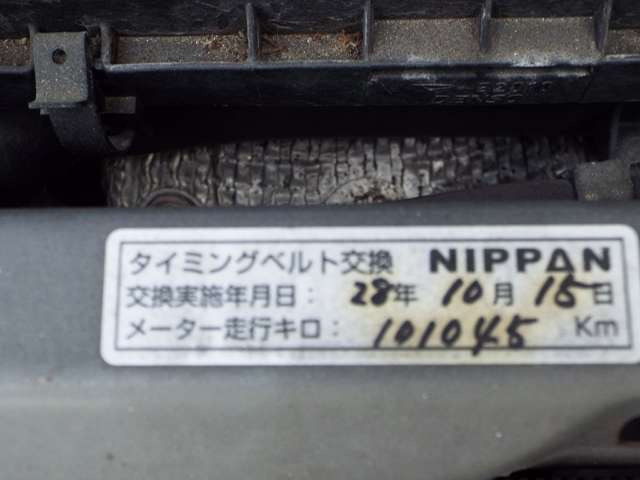 タイミングベルト交換 NIPPAN
交換実施年月日： 28年 10月 15日
メーター走行キロ： 101045 Km